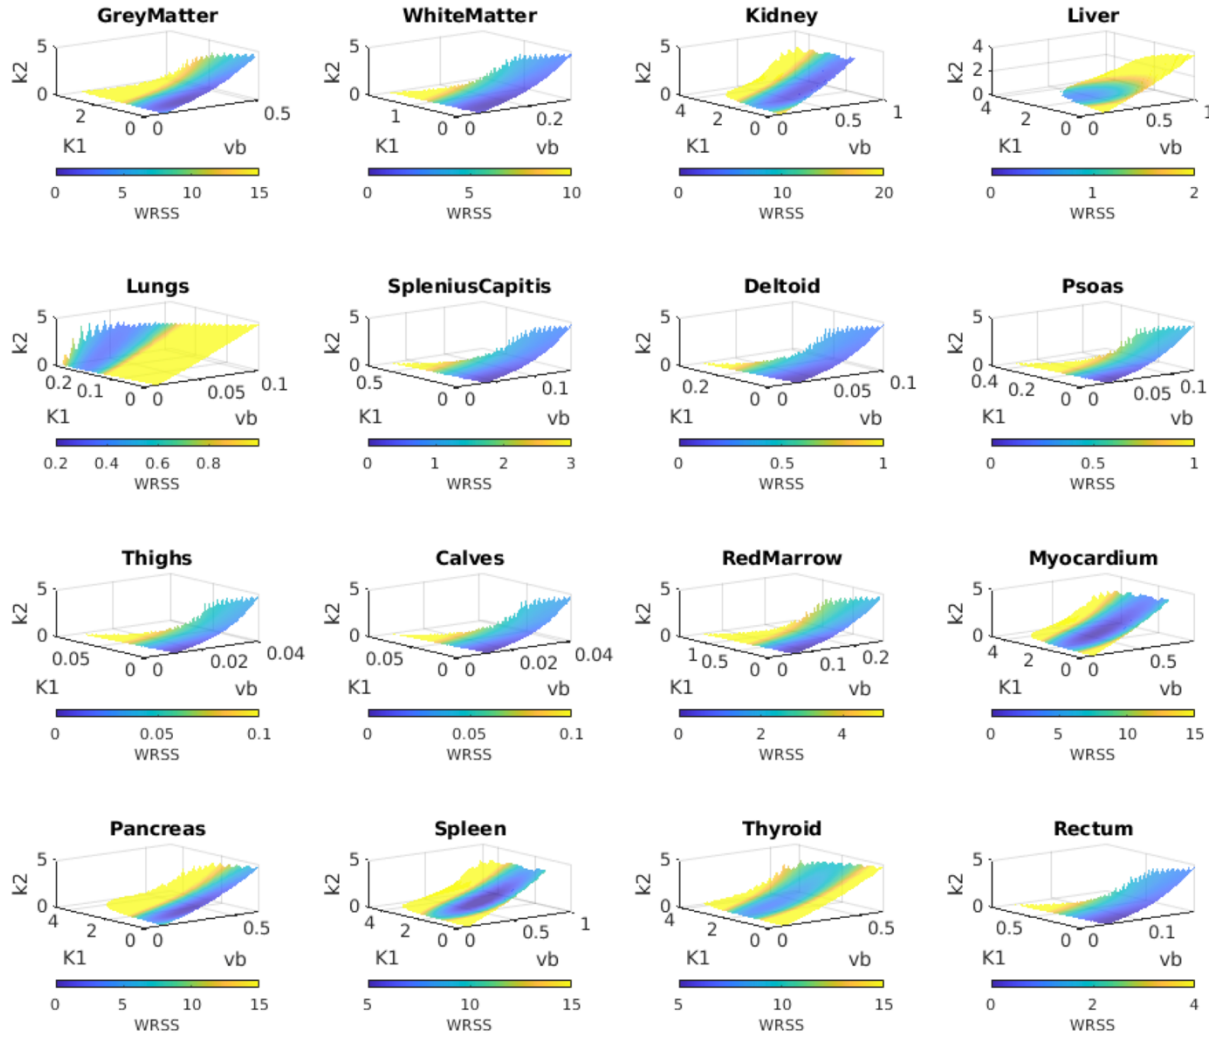 GreyMatter WhiteMatter Kidney Liver
5 5 5 4
k2 k2 k2 k2 2
0 0 0 0
2 0 0 0.5 1 0 0 0.2 4 2 0 0 0.5 1 4 2 0 0 0.5 1
K1 vb K1 vb K1 vb K1 vb
0 5 10 15 0 5 10 0 10 20 0 1 2
WRSS WRSS WRSS WRSS
Lungs SpleniusCapitis Deltoid Psoas
5 5 5 5
k2 k2 k2 k2
0 0 0 0
0.2 0.1 0 0 0.05 0.1 0.5 0 0 0.1 0.2 0 0 0.05 0.1 0.4 0.2 0 0 0.05 0.1
K1 vb K1 vb K1 vb K1 vb
0.2 0.4 0.6 0.8 0 1 2 3 0 0.5 1 0 0.5 1
WRSS WRSS WRSS WRSS
Thighs Calves RedMarrow Myocardium
5 5 5 5
k2 k2 k2 k2
0 0 0 0
0.05 0 0 0.02 0.04 0.05 0 0 0.02 0.04 1 0.5 0 0 0.1 0.2 4 2 0 0 0.5
K1 vb K1 vb K1 vb K1 vb
0 0.05 0.1 0 0.05 0.1 0 2 4 0 5 10 15
WRSS WRSS WRSS WRSS
Pancreas Spleen Thyroid Rectum
5 5 5 5
k2 k2 k2 k2
0 0 0 0
4 2 0 0 0.5 4 2 0 0 0.5 1 4 2 0 0 0.5 0.5 0 0 0.1
K1 vb K1 vb K1 vb K1 vb
0 5 10 15 5 10 15 5 10 15 0 2 4
WRSS WRSS WRSS WRSS